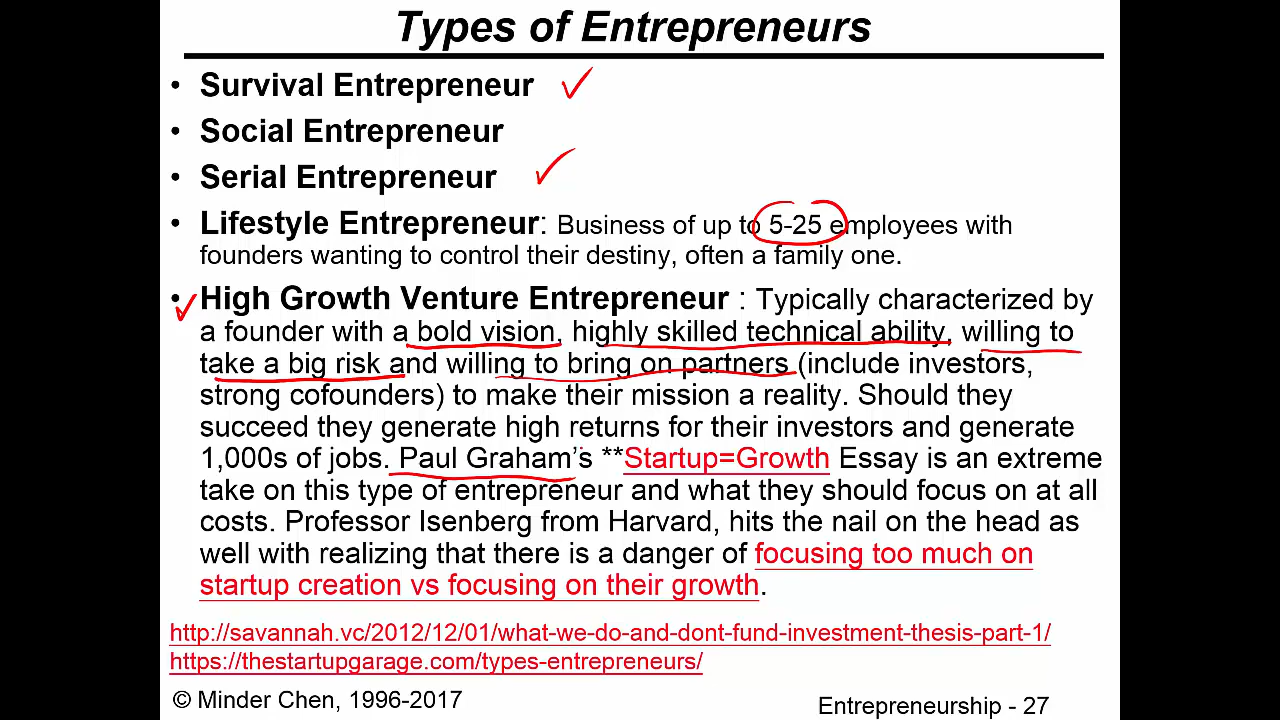 Types of Entrepreneurs
• Survival Entrepreneur
• Social Entrepreneur
• Serial Entrepreneur
• Lifestyle Entrepreneur: Business of up to 5-25 employees with
founders wanting to control their destiny, often a family one.
• High Growth Venture Entrepreneur : Typically characterized by
a founder with a bold vision, highly skilled technical ability, willing to
take a big risk and willing to bring on partners (include investors,
strong cofounders) to make their mission a reality. Should they
succeed they generate high returns for their investors and generate
1,000s of jobs. Paul Graham's **Startup=Growth Essay is an extreme
take on this type of entrepreneur and what they should focus on at all
costs. Professor Isenberg from Harvard, hits the nail on the head as
well with realizing that there is a danger of focusing too much on
startup creation vs focusing on their growth.
http://savannah.vc/2012/12/01/what-we-do-and-dont-fund-investment-thesis-part-1/
https://thestartupgarage.com/types-entrepreneurs/
© Minder Chen, 1996-2017
Entrepreneurship - 27